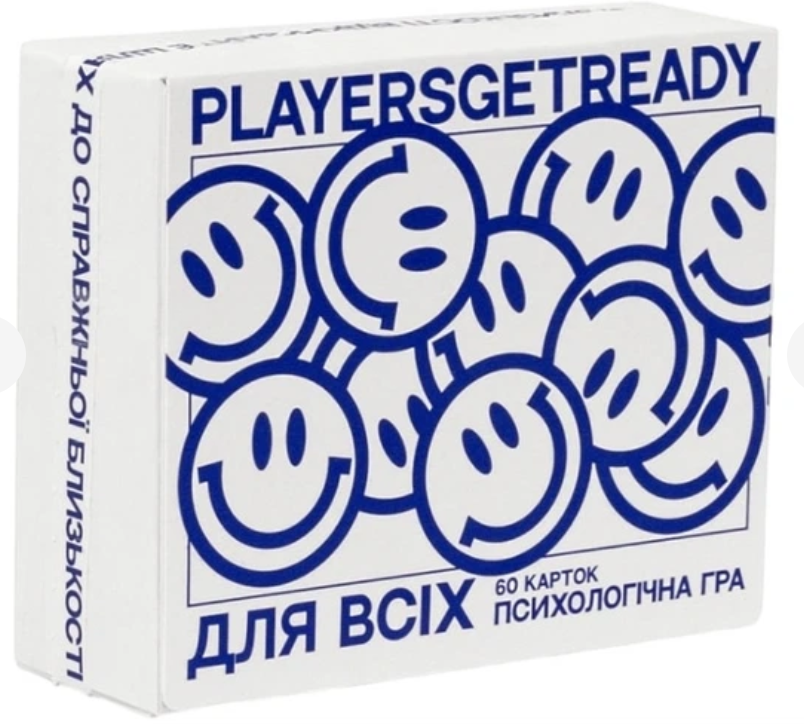 PLAYERSGETREADY
ДЛЯ ВСІХ
60 КАРТОК
ПСИХОЛОГІЧНА ГРА
ДО СПРАВЖНЬОЇ БЛИЗЬКОСТІ